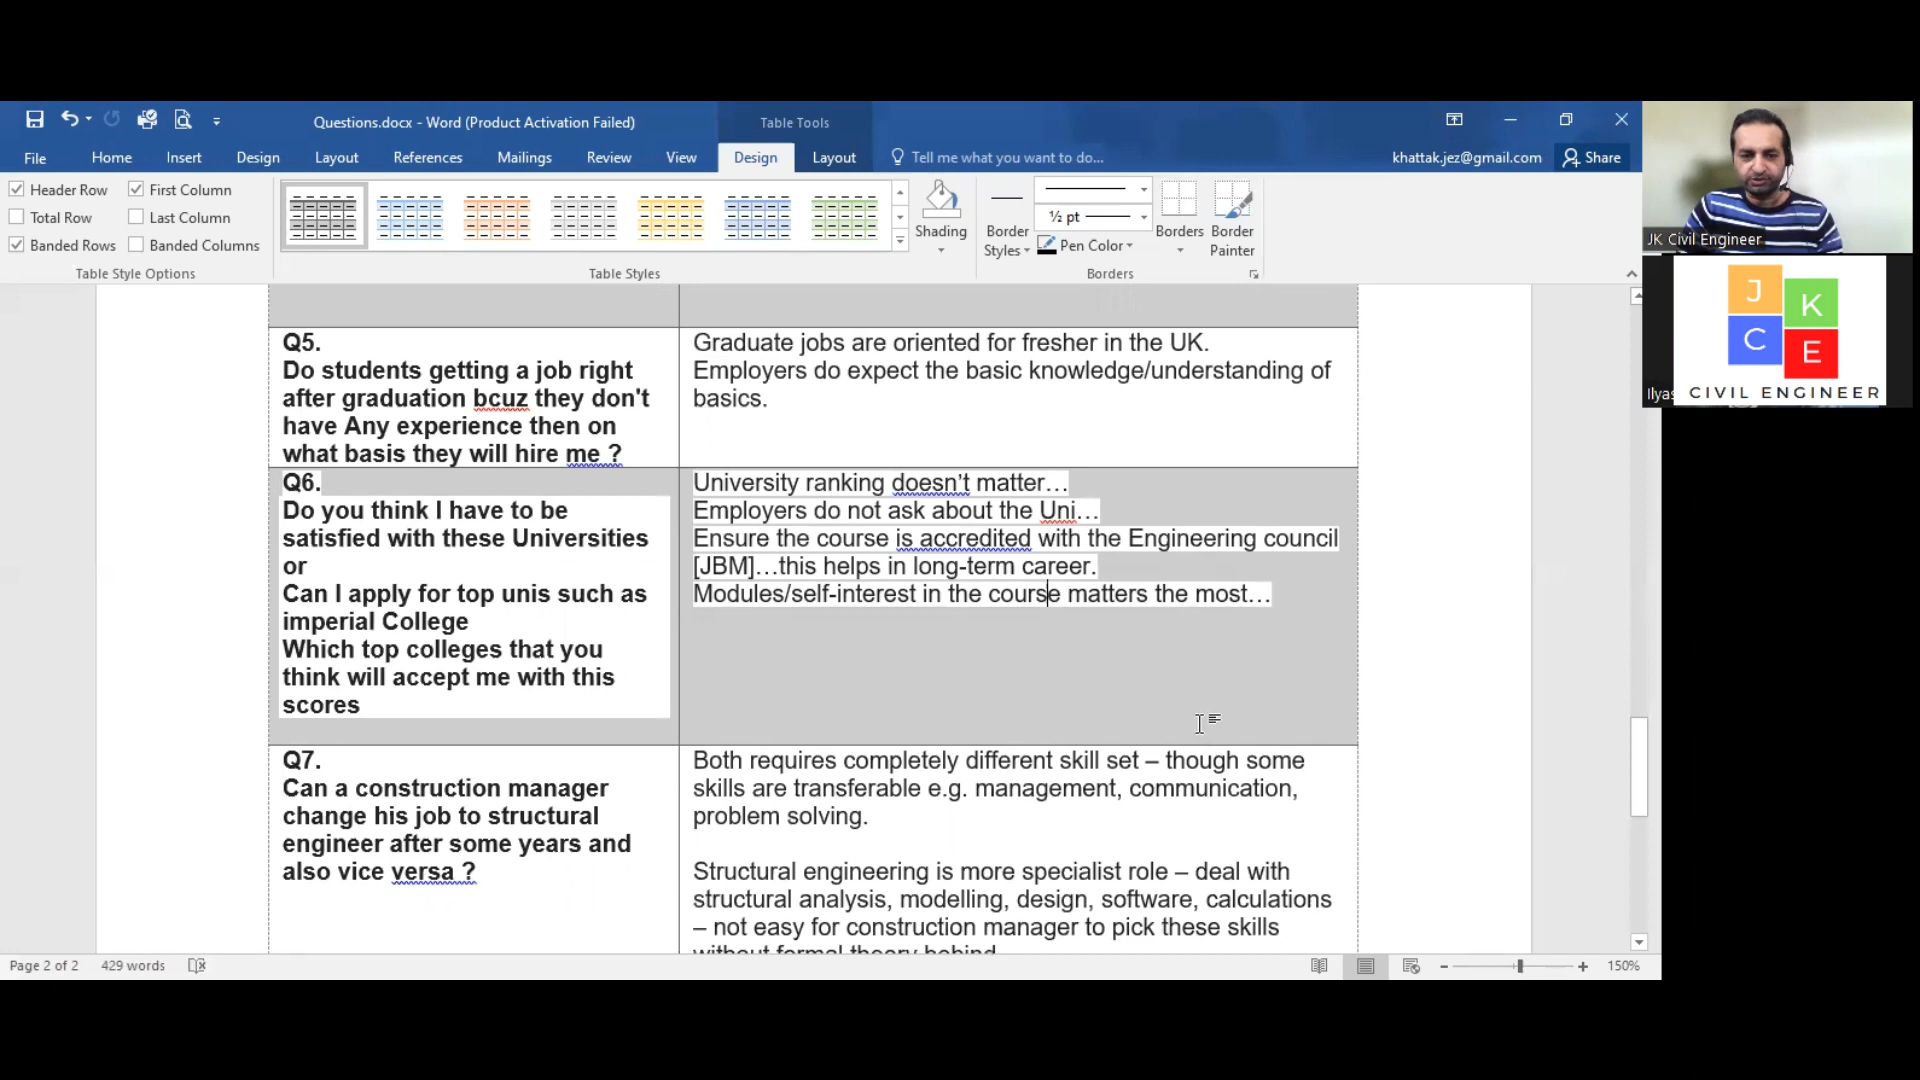 Questions.docx - Word (Product Activation Failed)
Table Tools
File Home Insert Design Layout References Mailings Review View Design Layout Tell me what you want to do... khattak.jez@gmail.com Share
Header Row First Column
Total Row Last Column
Banded Rows Banded Columns
Table Style Options
Table Styles
Shading
Border
Styles
½ pt
Pen Color
Borders
Border
Painter
Borders
JK Civil Engineer
J
K
C
E
CIVIL ENGINEER
Ilyas
Q5.
Do students getting a job right
after graduation bcuz they don't
have Any experience then on
what basis they will hire me ?
Graduate jobs are oriented for fresher in the UK.
Employers do expect the basic knowledge/understanding of
basics.
Q6.
Do you think I have to be
satisfied with these Universities
or
Can I apply for top unis such as
imperial College
Which top colleges that you
think will accept me with this
scores
University ranking doesn’t matter…
Employers do not ask about the Uni…
Ensure the course is accredited with the Engineering council
[JBM]…this helps in long-term career.
Modules/self-interest in the course matters the most…
Q7.
Can a construction manager
change his job to structural
engineer after some years and
also vice versa ?
Both requires completely different skill set – though some
skills are transferable e.g. management, communication,
problem solving.
Structural engineering is more specialist role – deal with
structural analysis, modelling, design, software, calculations
– not easy for construction manager to pick these skills
without formal theory behind
Page 2 of 2 429 words
150%